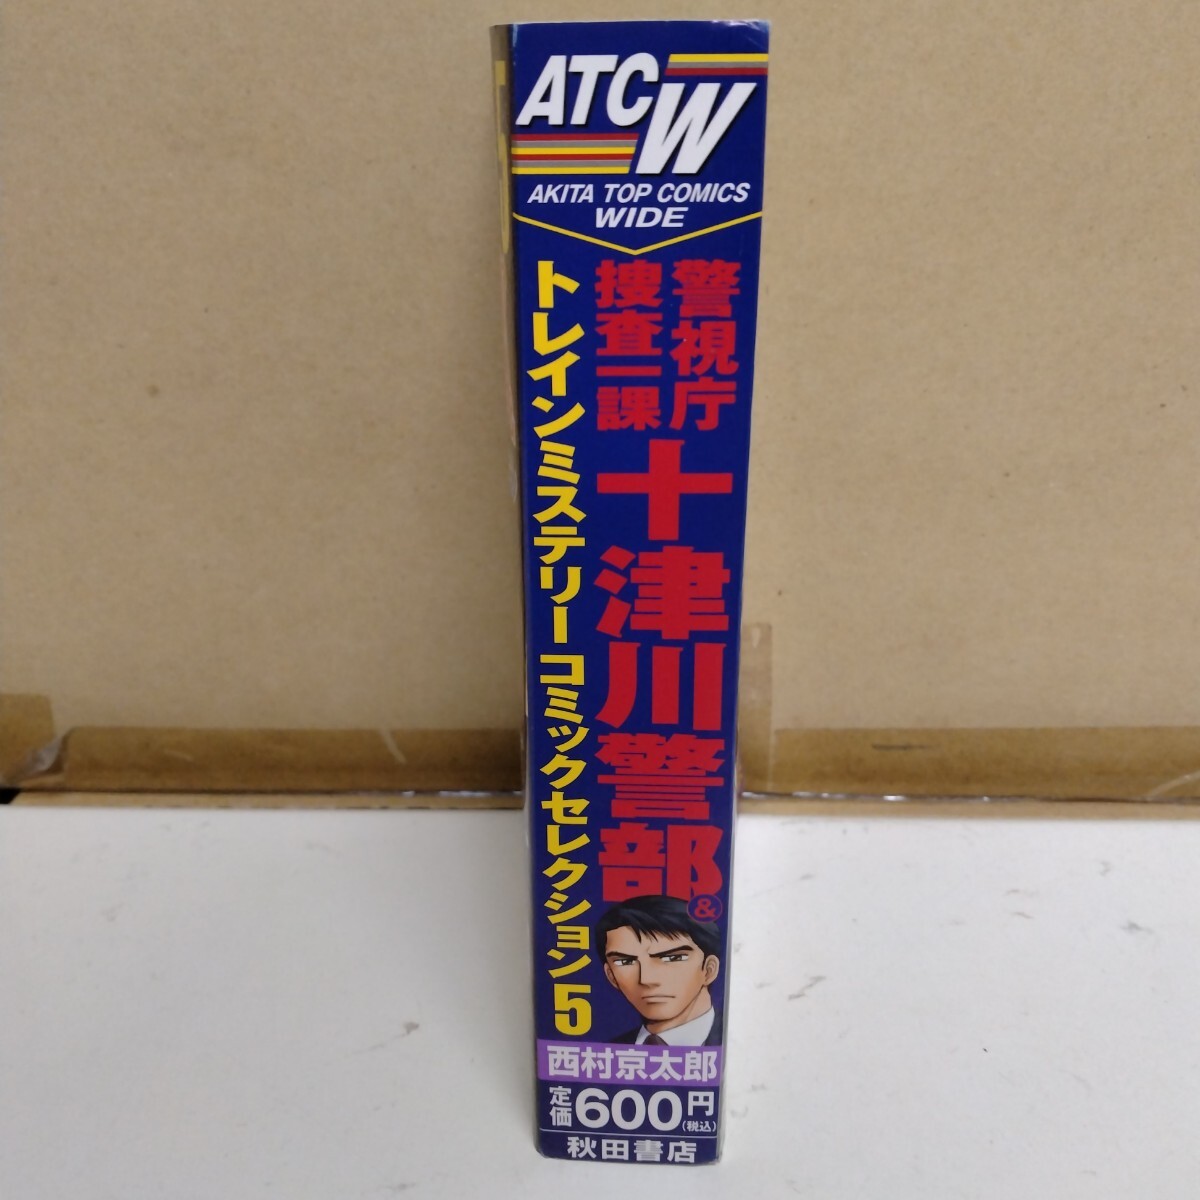 ATCW
AKITA TOP COMICS
WIDE
警視庁
捜査一課
十津川警部&
トレインミステリー コミックセレクション5
西村京太郎
定価600円(税込)
秋田書店